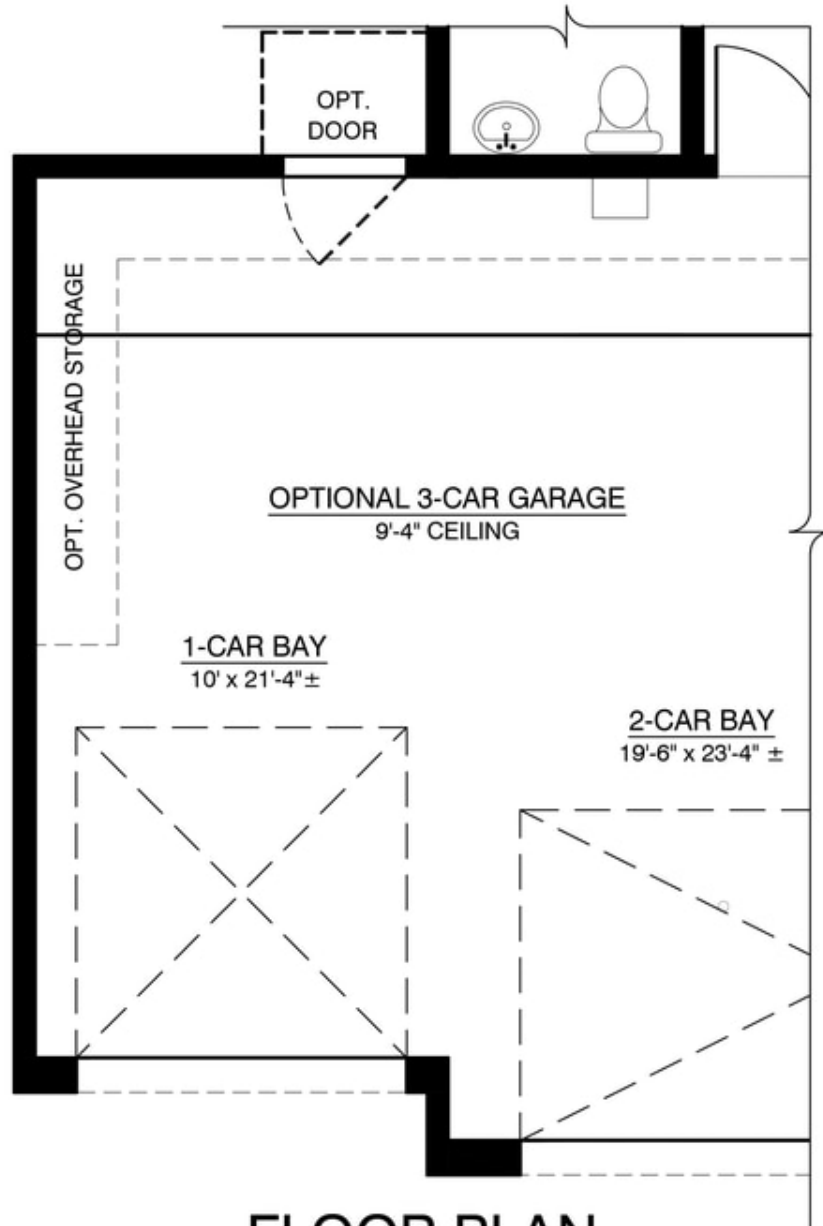 OPT.
DOOR
OPT. OVERHEAD STORAGE
OPTIONAL 3-CAR GARAGE
9'-4" CEILING
1-CAR BAY
10' x 21'-4" ±
2-CAR BAY
19'-6" x 23'-4" ±
FLOOR PLAN